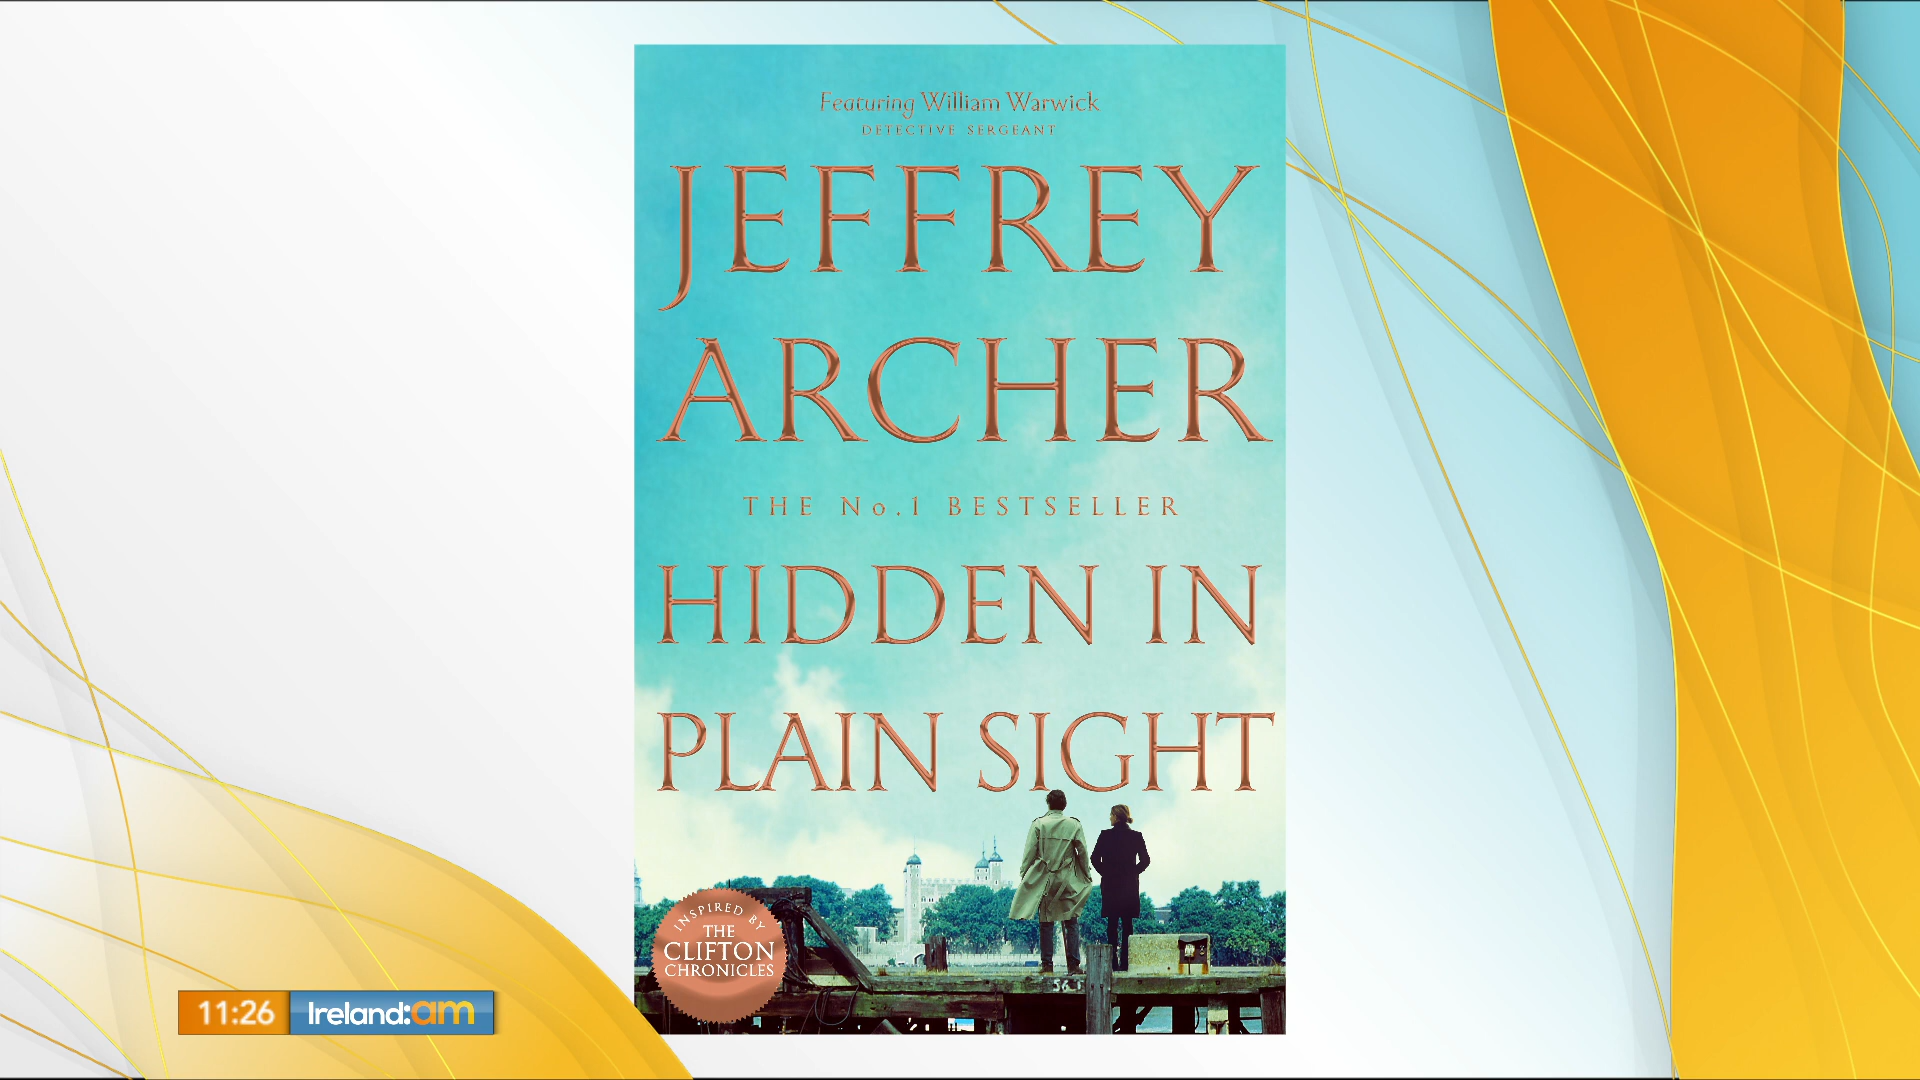 Featuring William Warwick
DETECTIVE SERGEANT
JEFFREY
ARCHER
THE No.1 BESTSELLER
HIDDEN IN
PLAIN SIGHT
INSPIRED BY
THE
CLIFTON
CHRONICLES
561
11:26 Ireland:am